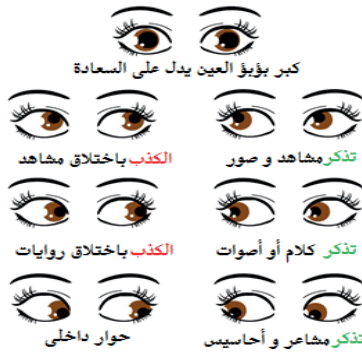 كبر بؤبؤ العين يدل على السعادة
تذكر مشاهد و صور
الكذب باختلاق مشاهد
تذكر كلام أو أصوات
الكذب باختلاق روايات
تذكر مشاعر و أحاسيس
حوار داخلى